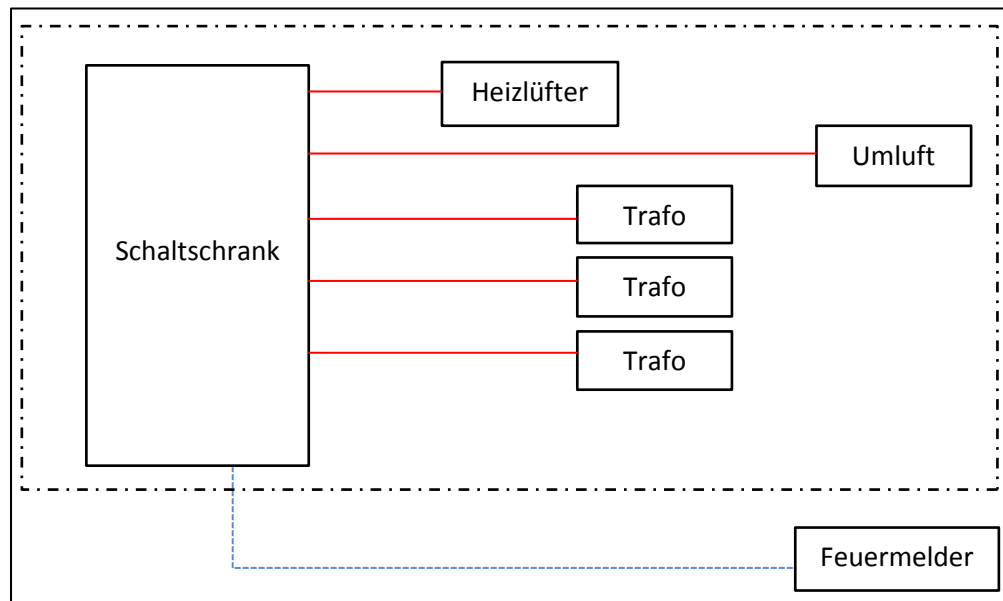 Heizlüfter
Umluft
Trafo
Schaltschrank
Trafo
Trafo
Feuermelder